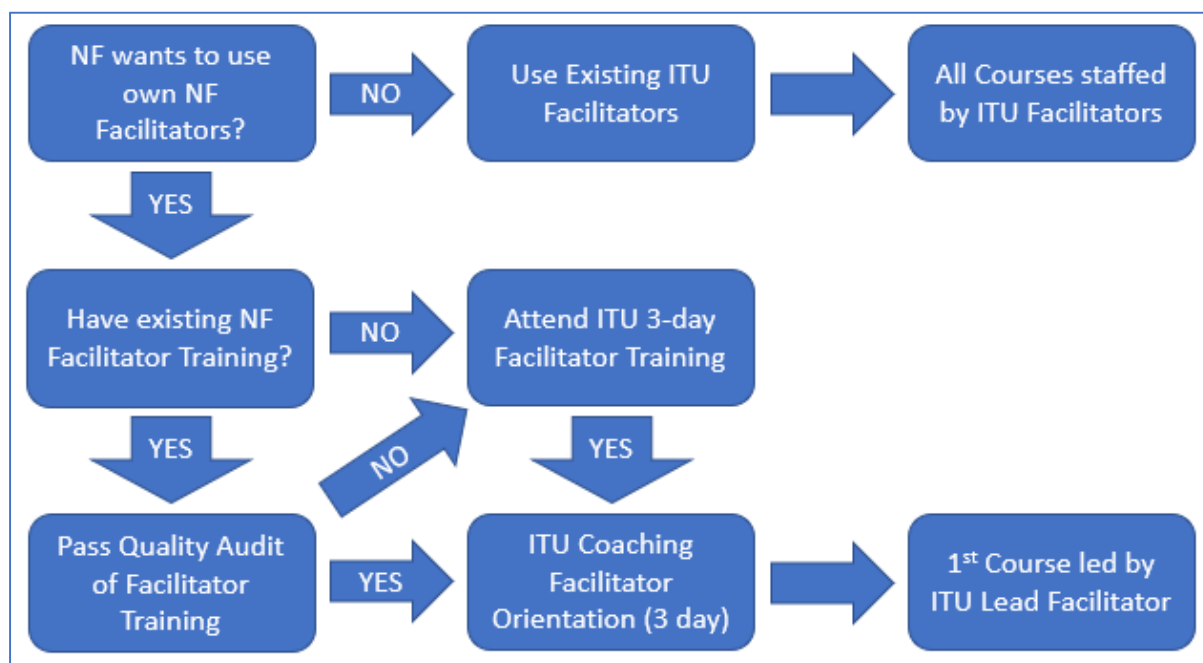 NF wants to use
own NF
Facilitators?
NO
Use Existing ITU
Facilitators
All Courses staffed
by ITU Facilitators
YES
Have existing NF
Facilitator Training?
NO
Attend ITU 3-day
Facilitator Training
YES
NO
YES
Pass Quality Audit
of Facilitator
Training
YES
ITU Coaching
Facilitator
Orientation (3 day)
1st Course led by
ITU Lead Facilitator